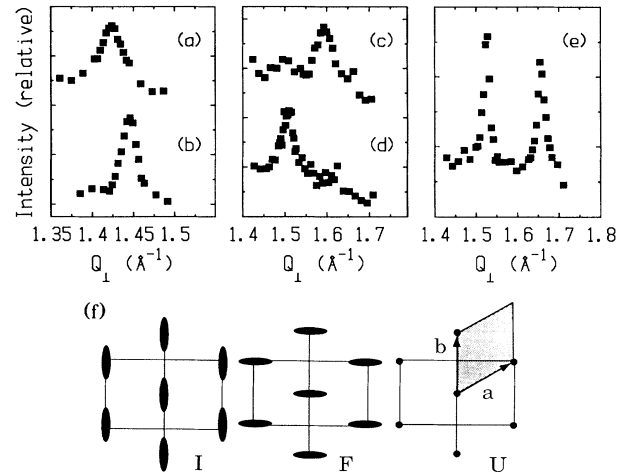 Intensity (relative)
(a)
(b)
(c)
(d)
(e)
1.35 1.4 1.45 1.5
1.4 1.5 1.6 1.7
1.4 1.5 1.6 1.7 1.8
Q⊥ (Å⁻¹)
Q⊥ (Å⁻¹)
Q⊥ (Å⁻¹)
(f)
b
a
I
F
U